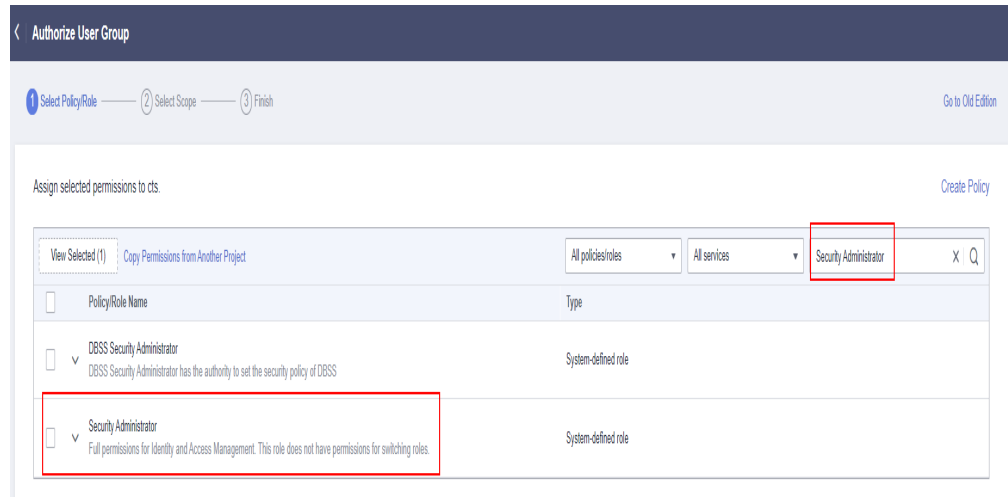 Authorize User Group
1 Select Policy/Role 2 Select Scope 3 Finish Go to Old Edition
Assign selected permissions to cts. Create Policy
View Selected (1) Copy Permissions from Another Project All policies/roles All services Security Administrator
Policy/Role Name Type
DBSS Security Administrator
DBSS Security Administrator has the authority to set the security policy of DBSS
System-defined role
Security Administrator
Full permissions for Identity and Access Management. This role does not have permissions for switching roles.
System-defined role